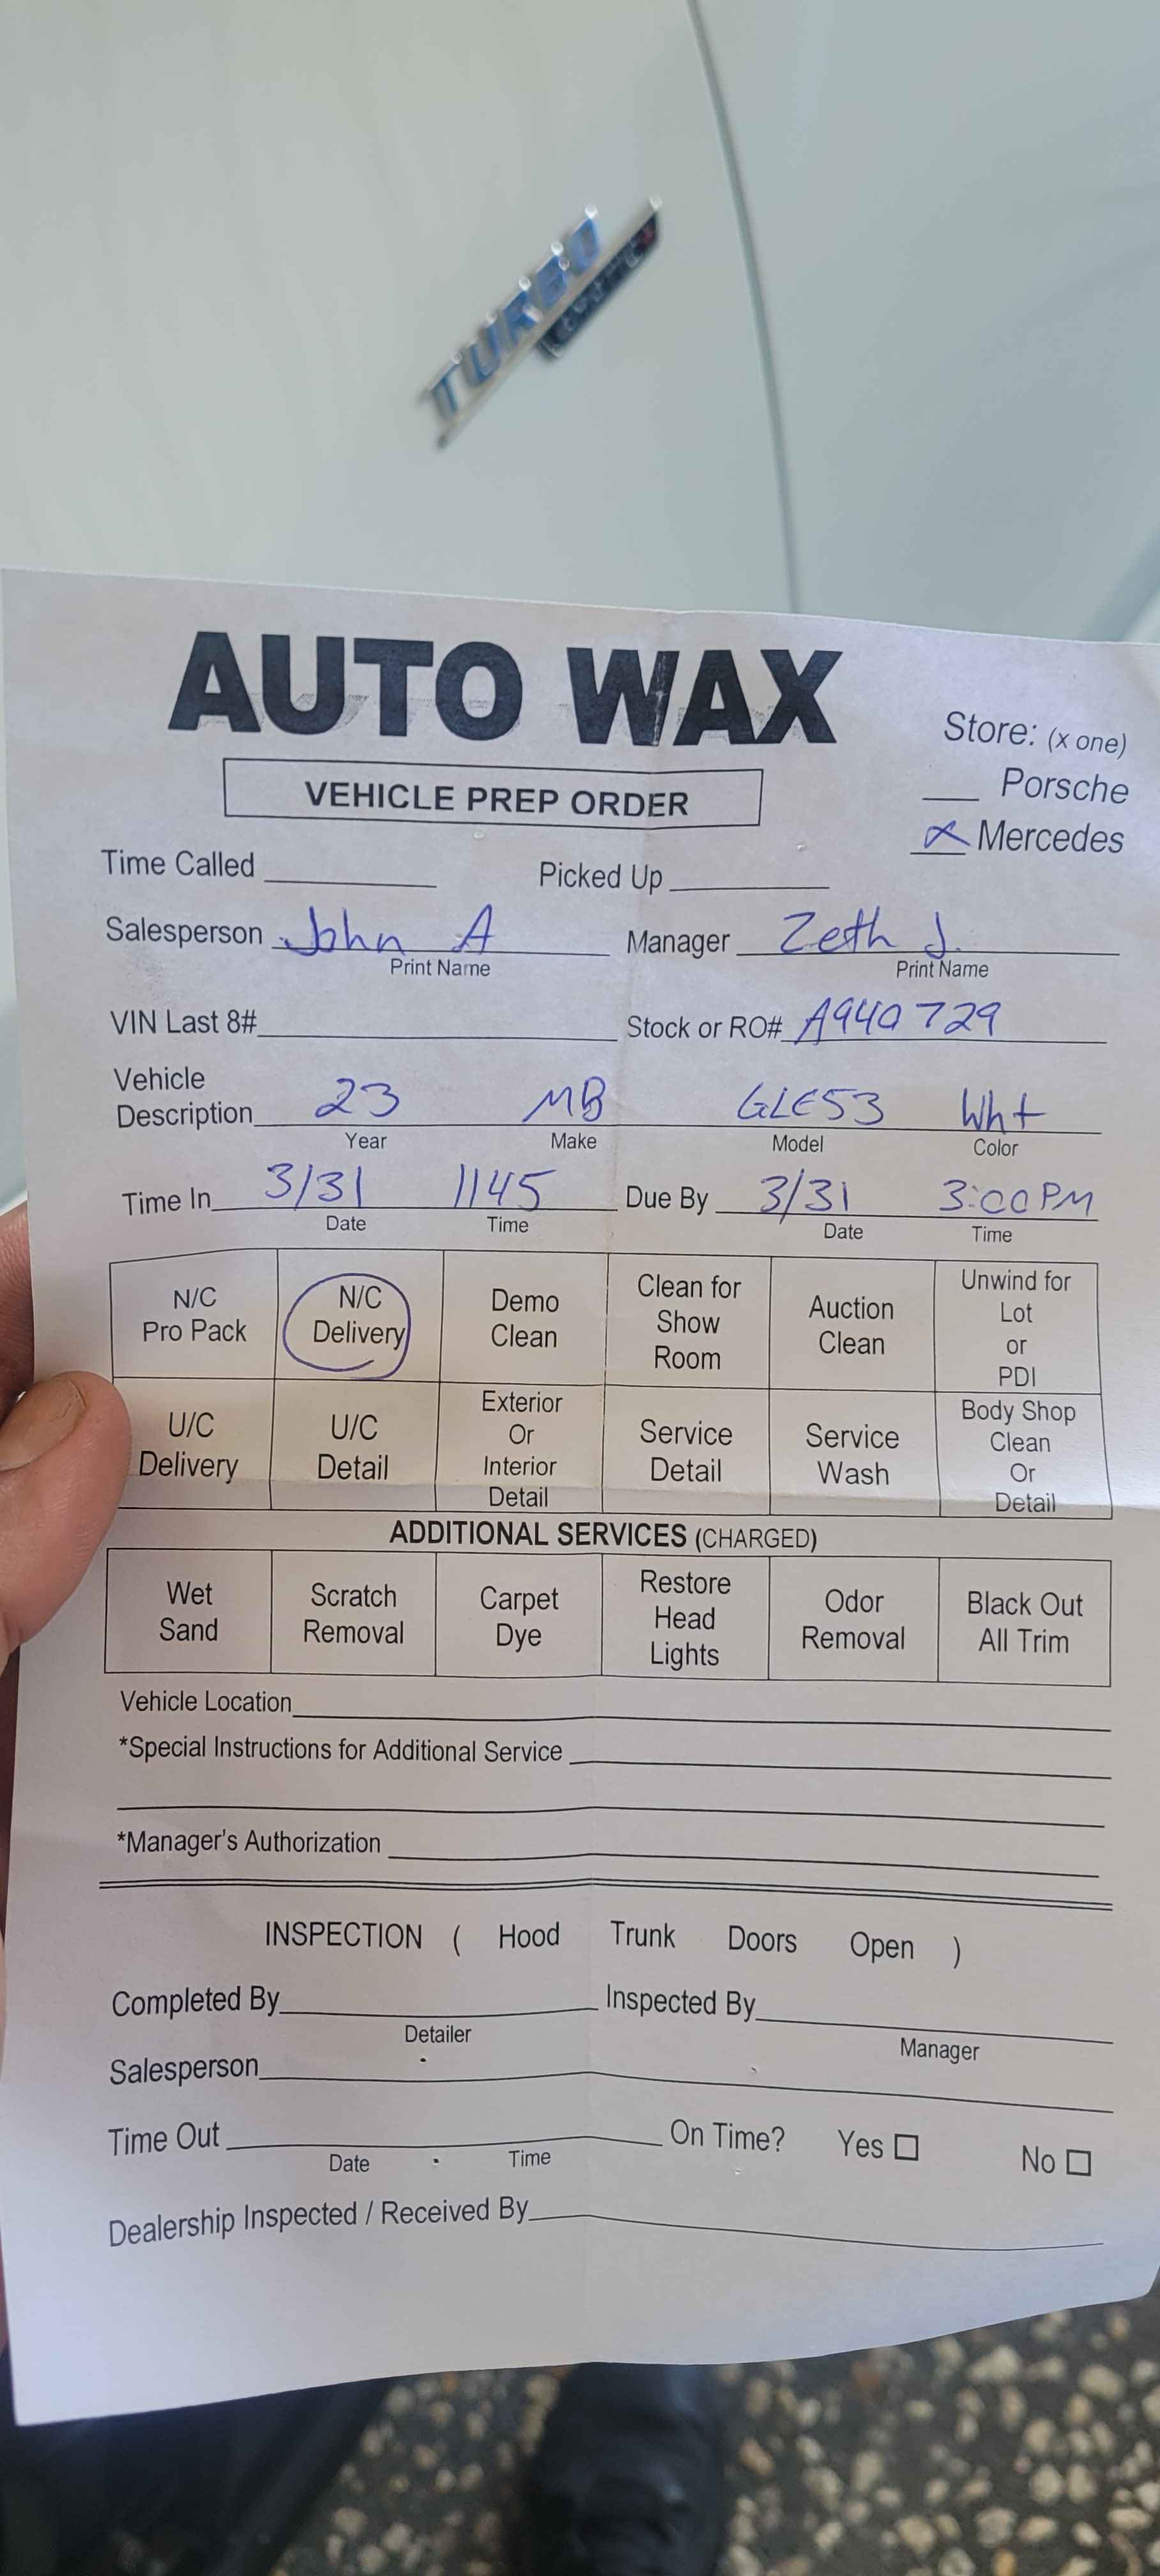 TURBO
AUTO WAX
Store: (x one)
VEHICLE PREP ORDER
___ Porsche
x Mercedes
Time Called ______ Picked Up ______
Salesperson John A Manager Zeth J.
Print Name Print Name
VIN Last 8# ______ Stock or RO# A940729
Vehicle
Description 23 MB GLE53 Wht
Year Make Model Color
Time In 3/31 1145 Due By 3/31 3:00PM
Date Time Date Time
N/C Pro Pack
N/C Delivery
Demo Clean
Clean for Show Room
Auction Clean
Unwind for Lot or PDI
U/C Delivery
U/C Detail
Exterior Or Interior Detail
Service Detail
Service Wash
Body Shop Clean Or Detail
ADDITIONAL SERVICES (CHARGED)
Wet Sand
Scratch Removal
Carpet Dye
Restore Head Lights
Odor Removal
Black Out All Trim
Vehicle Location
*Special Instructions for Additional Service
*Manager's Authorization
INSPECTION ( Hood Trunk Doors Open )
Completed By ______ Inspected By ______
Detailer Manager
Salesperson
Time Out ______ On Time? Yes ☐ No ☐
Date Time
Dealership Inspected / Received By